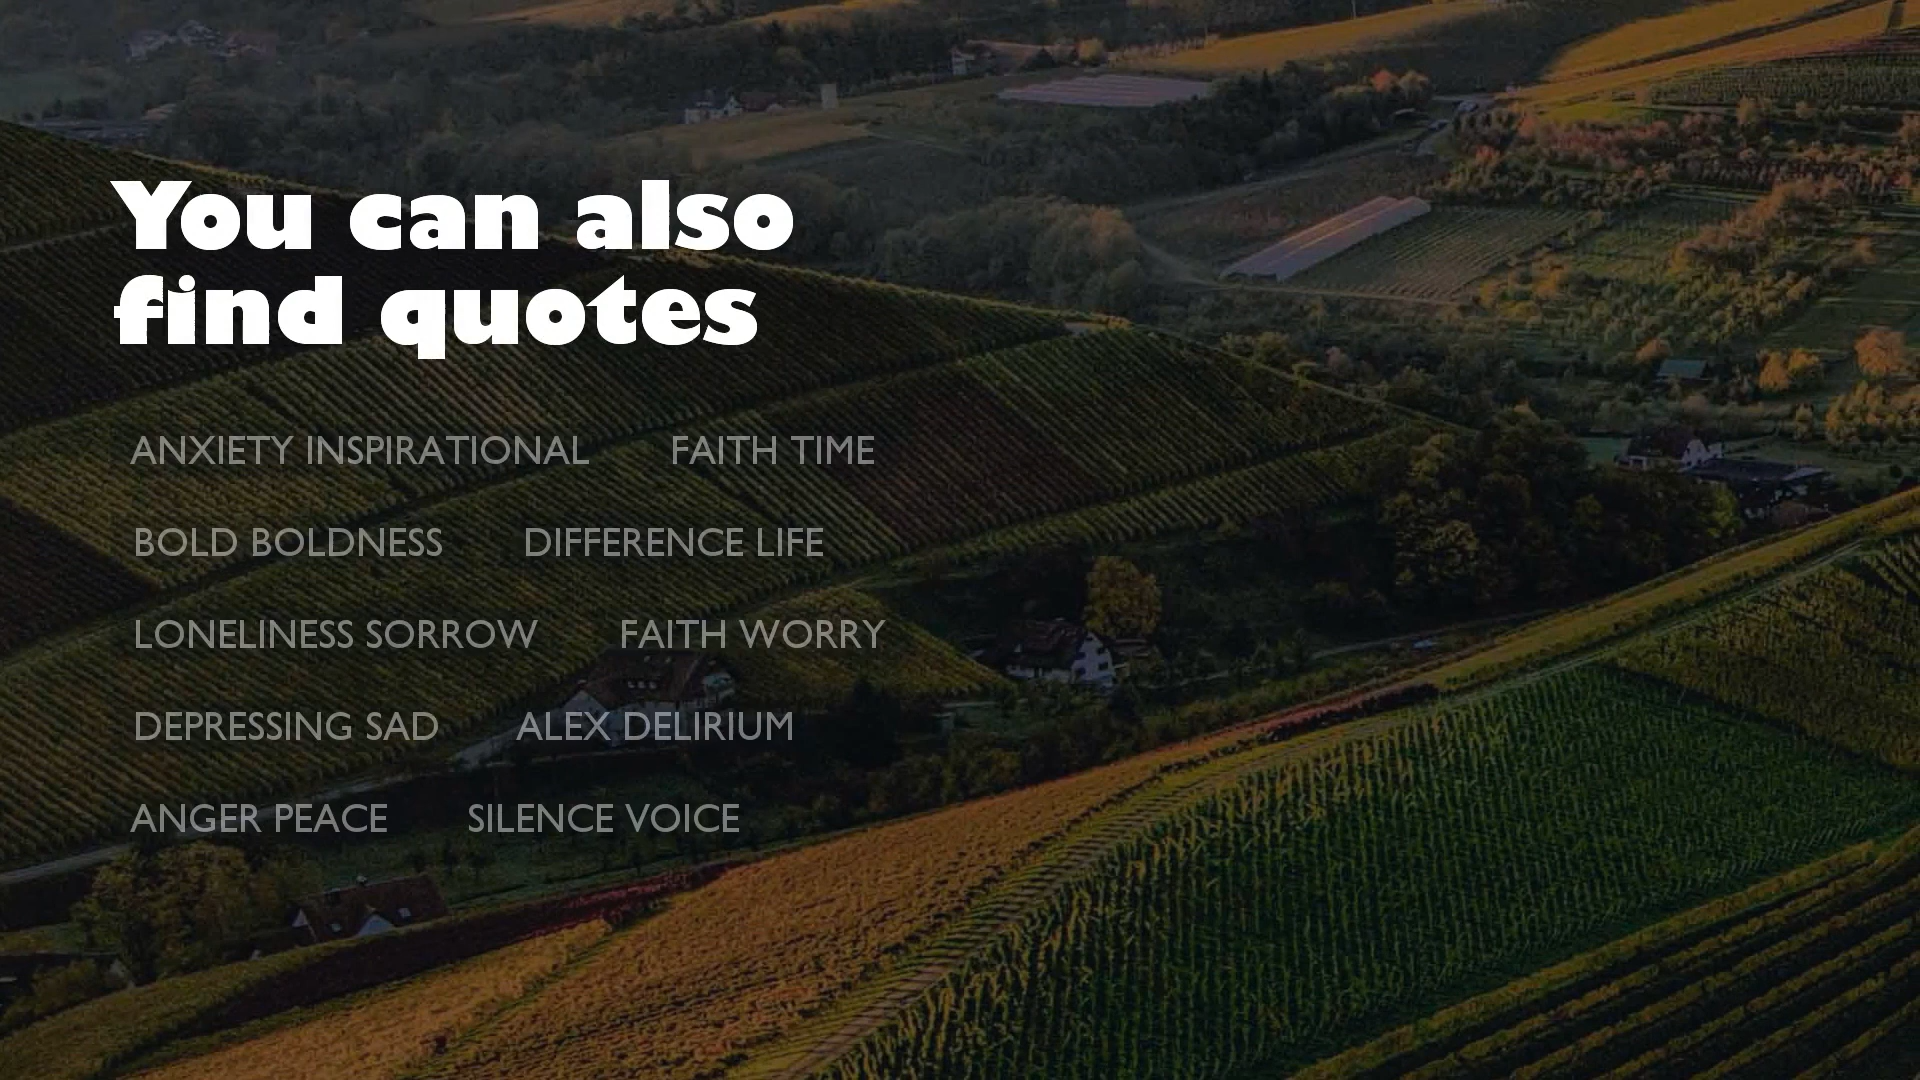 You can also
find quotes
ANXIETY INSPIRATIONAL FAITH TIME
BOLD BOLDNESS DIFFERENCE LIFE
LONELINESS SORROW FAITH WORRY
DEPRESSING SAD ALEX DELIRIUM
ANGER PEACE SILENCE VOICE